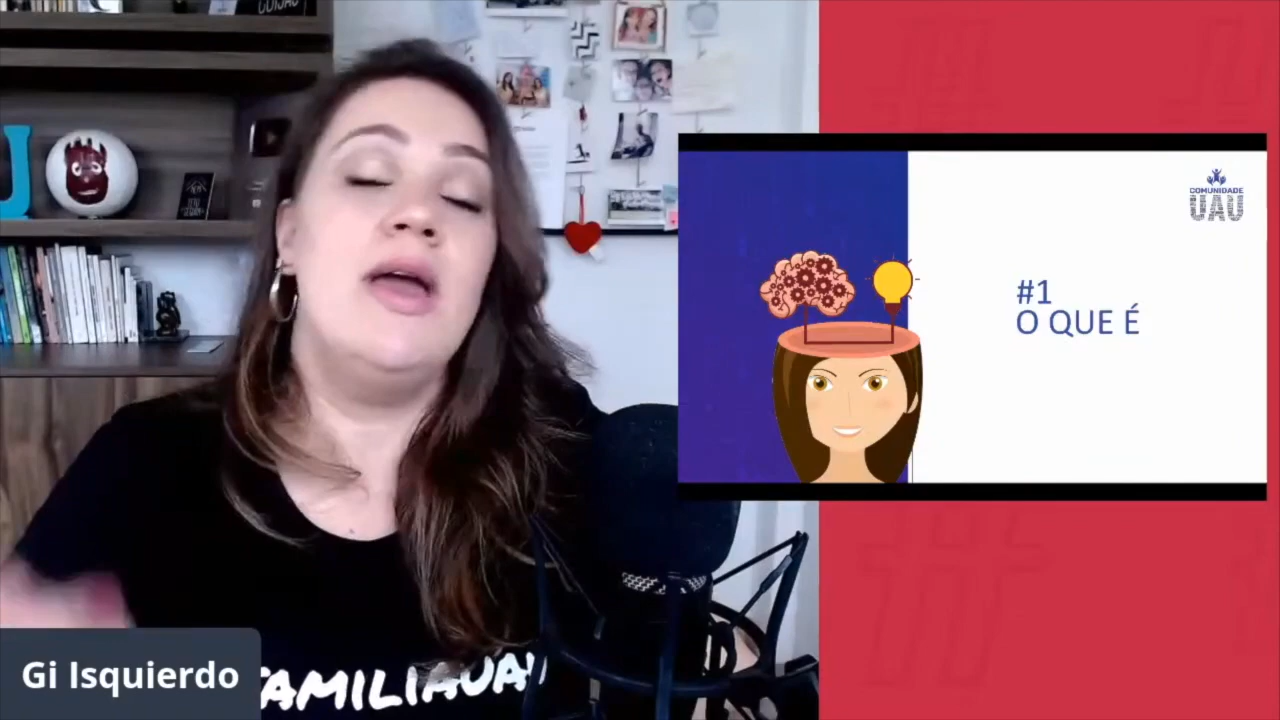 COMUNIDADE
UAU
#1
O QUE É
Gi Isquierdo
FAMILIAUAU